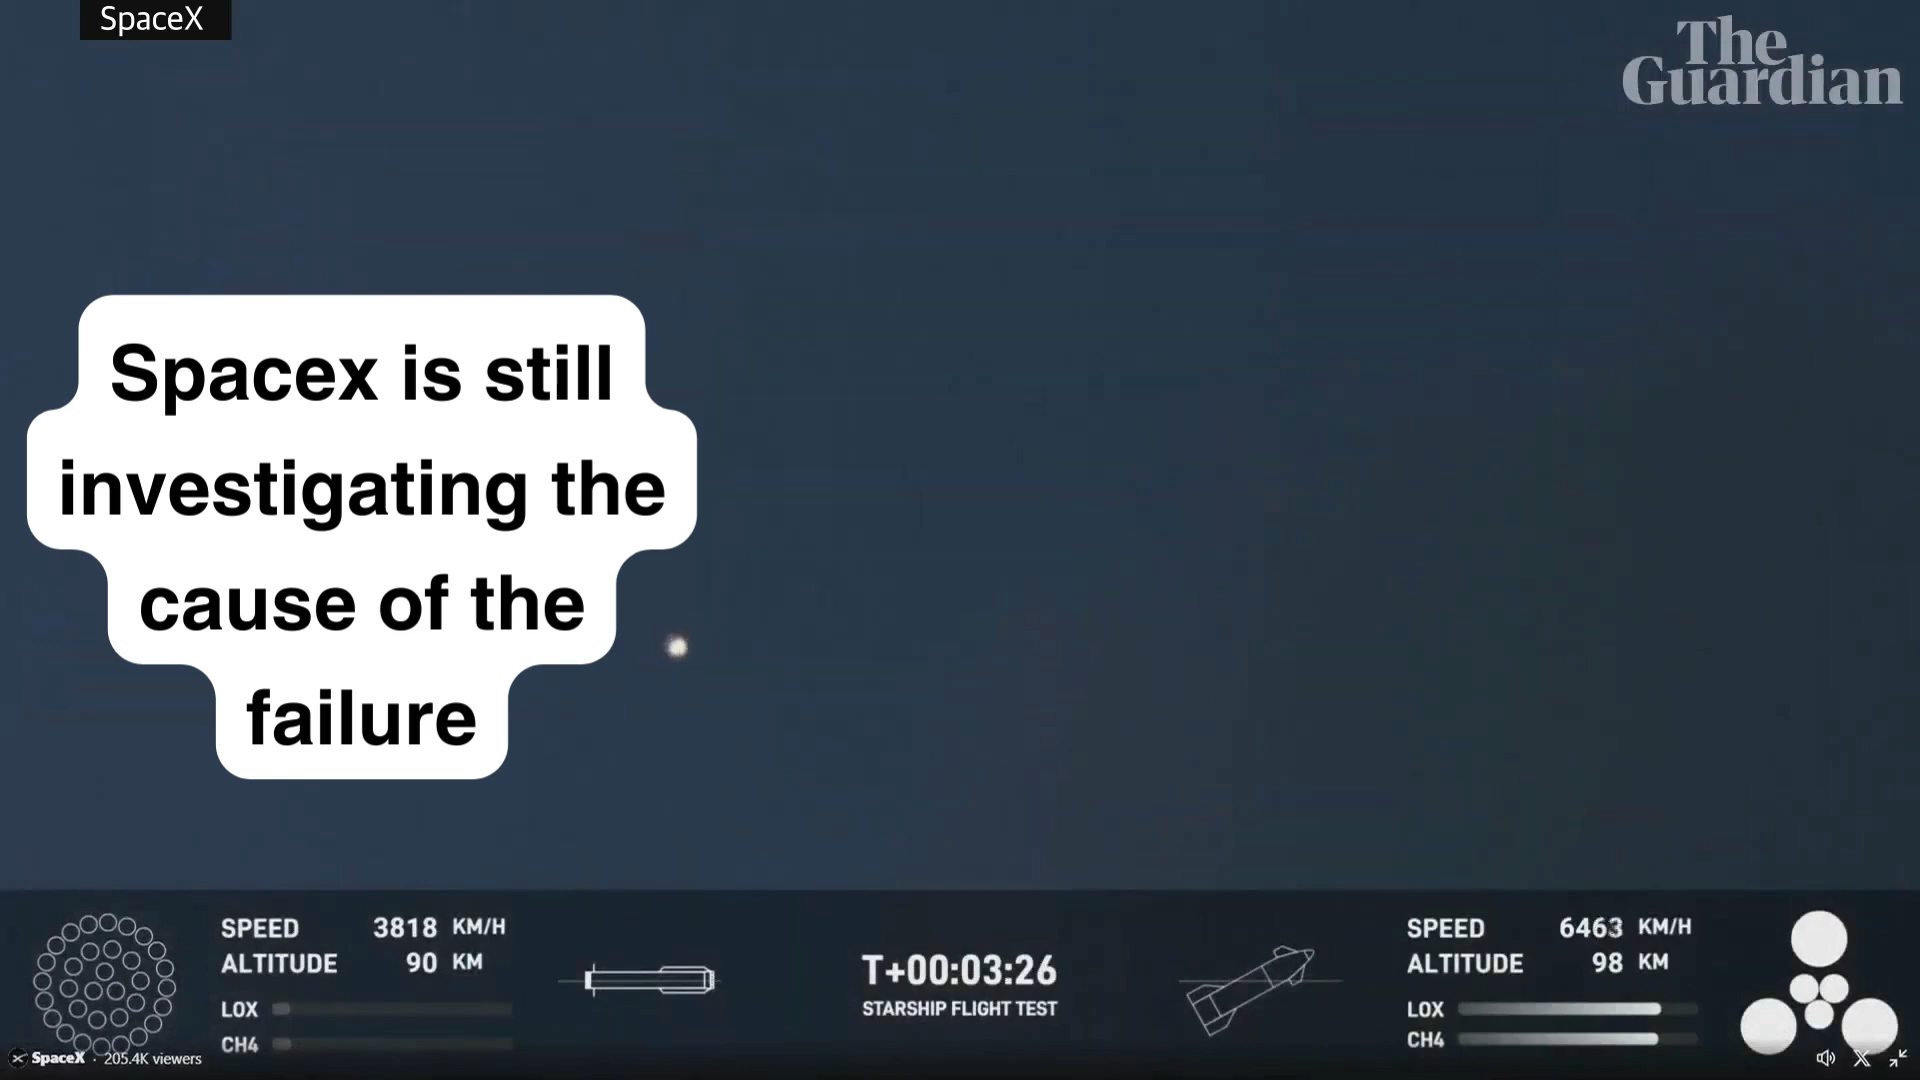 SpaceX
The
Guardian
Spacex is still
investigating the
cause of the
failure
SPEED 3818 KM/H
ALTITUDE 90 KM
LOX
CH4
T+00:03:26
STARSHIP FLIGHT TEST
SPEED 6463 KM/H
ALTITUDE 98 KM
LOX
CH4
SpaceX · 205.4K viewers